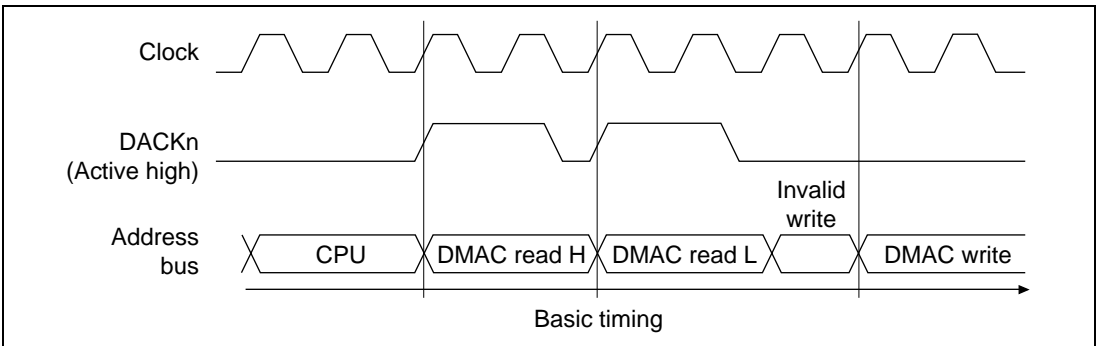 Clock
DACKn
(Active high)
Invalid
write
Address
bus
CPU
DMAC read H
DMAC read L
DMAC write
Basic timing